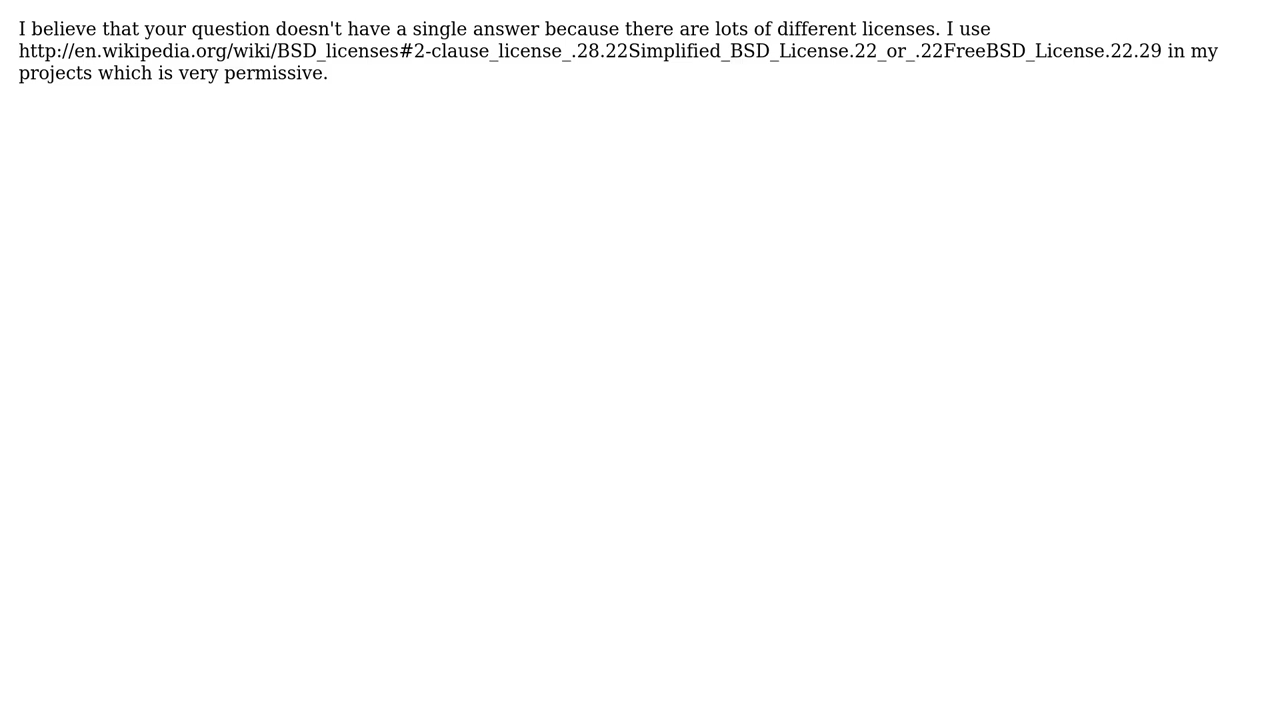 I believe that your question doesn't have a single answer because there are lots of different licenses. I use
http://en.wikipedia.org/wiki/BSD_licenses#2-clause_license_.28.22Simplified_BSD_License.22_or_.22FreeBSD_License.22.29 in my
projects which is very permissive.